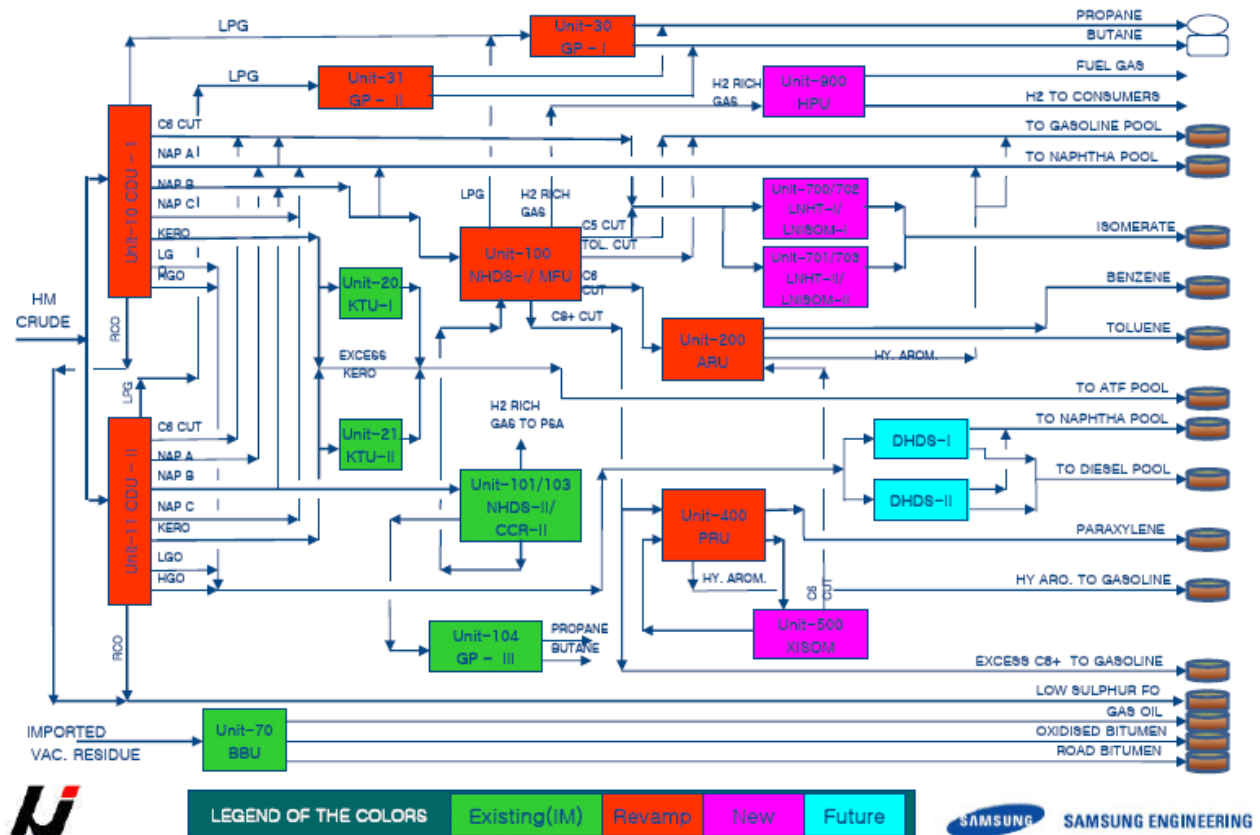 LPG
Unit-30
GP-I
PROPANE
BUTANE
LPG
Unit-31
GP- II
H2 RICH
GAS
Unit-900
HPU
FUEL GAS
H2 TO CONSUMERS
Unit-10 CDU - 1
C6 CUT
NAP A
NAP B
NAP C
KERO
LG
O
HGO
TO GASOLINE POOL
TO NAPHTHA POOL
LPG
H2 RICH
GAS
Unit-100
NHDS-I/ MFU
C5 CUT
TOL. CUT
C6
CUT
C8+ CUT
Unit-700/702
LNHT-I/
LNISOM-I
Unit-701/703
LNHT-II/
LNISOM-II
ISOMERATE
Unit-20
KTU-I
BENZENE
HM
CRUDE
RCO
EXCESS
KERO
Unit-200
ARU
TOLUENE
HY. AROM.
LPG
TO ATF POOL
Unit-11 CDU - II
C6 CUT
NAP A
NAP B
NAP C
KERO
LGO
HGO
Unit-21
KTU-II
H2 RICH
GAS TO PSA
Unit-101/103
NHDS-II/
CCR-II
DHDS-I
DHDS-II
TO NAPHTHA POOL
TO DIESEL POOL
Unit-400
PRU
PARAXYLENE
HY. AROM.
C6
CUT
HY ARO. TO GASOLINE
RCO
Unit-104
GP - III
PROPANE
BUTANE
Unit-500
XISOM
EXCESS C8+ TO GASOLINE
LOW SULPHUR FO
IMPORTED
VAC. RESIDUE
Unit-70
BBU
GAS OIL
OXIDISED BITUMEN
ROAD BITUMEN
LEGEND OF THE COLORS
Existing(IM)
Revamp
New
Future
SAMSUNG
SAMSUNG ENGINEERING